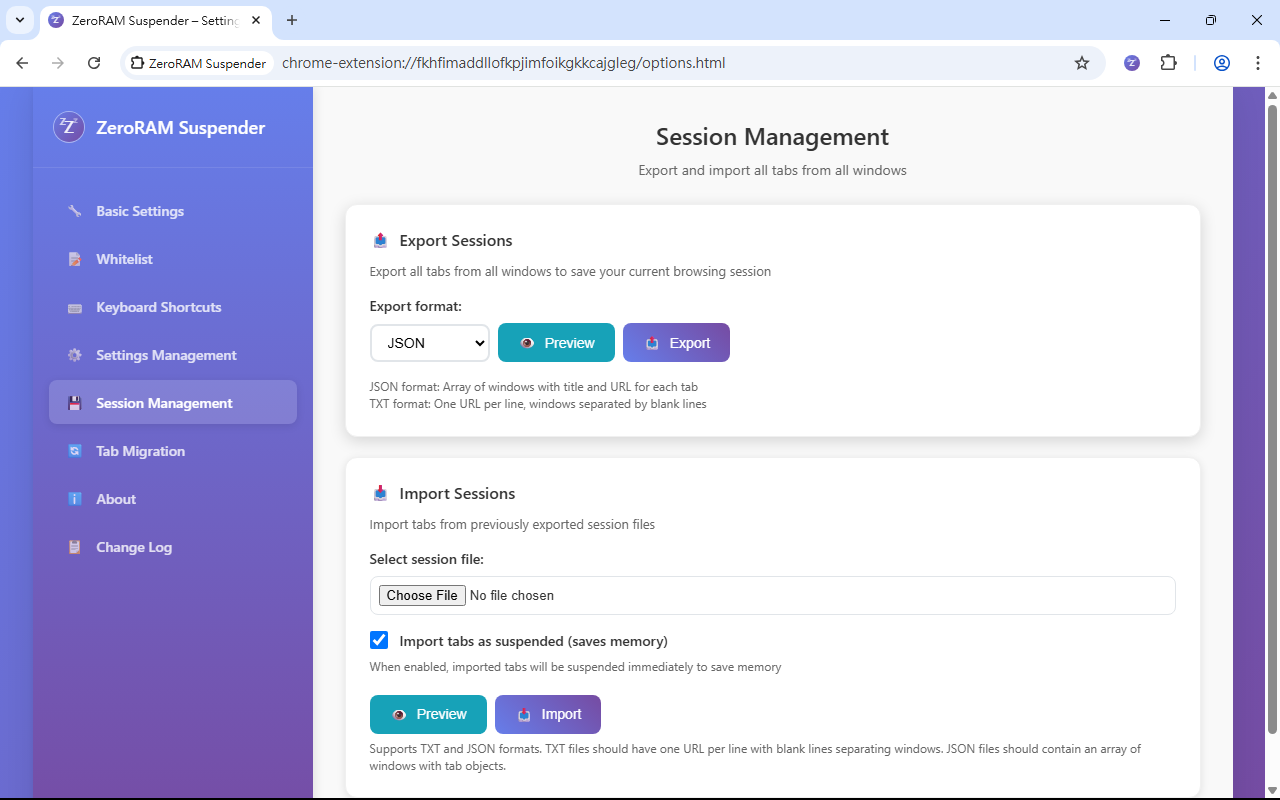 ZeroRAM Suspender – Setting
ZeroRAM Suspender
chrome-extension://fkhfimaddllofkpjimfoikgkkcajgleg/options.html
ZeroRAM Suspender
Basic Settings
Whitelist
Keyboard Shortcuts
Settings Management
Session Management
Tab Migration
About
Change Log
Session Management
Export and import all tabs from all windows
Export Sessions
Export all tabs from all windows to save your current browsing session
Export format:
JSON
Preview
Export
JSON format: Array of windows with title and URL for each tab
TXT format: One URL per line, windows separated by blank lines
Import Sessions
Import tabs from previously exported session files
Select session file:
Choose File No file chosen
Import tabs as suspended (saves memory)
When enabled, imported tabs will be suspended immediately to save memory
Preview
Import
Supports TXT and JSON formats. TXT files should have one URL per line with blank lines separating windows. JSON files should contain an array of
windows with tab objects.